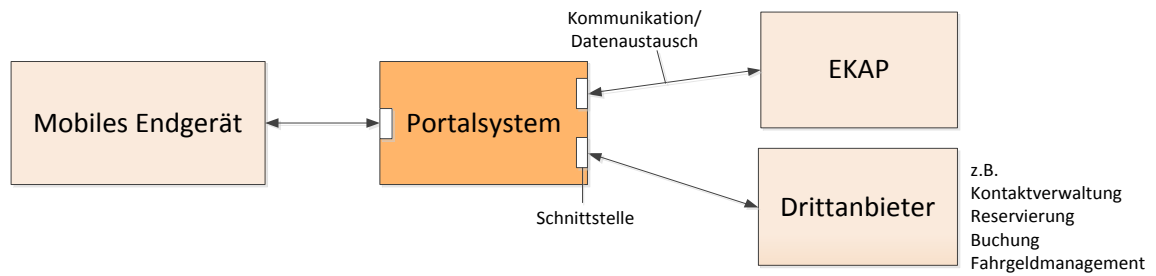 Kommunikation/
Datenaustausch
EKAP
Mobiles Endgerät
Portalsystem
Schnittstelle
Drittanbieter
z.B.
Kontaktverwaltung
Reservierung
Buchung
Fahrgeldmanagement